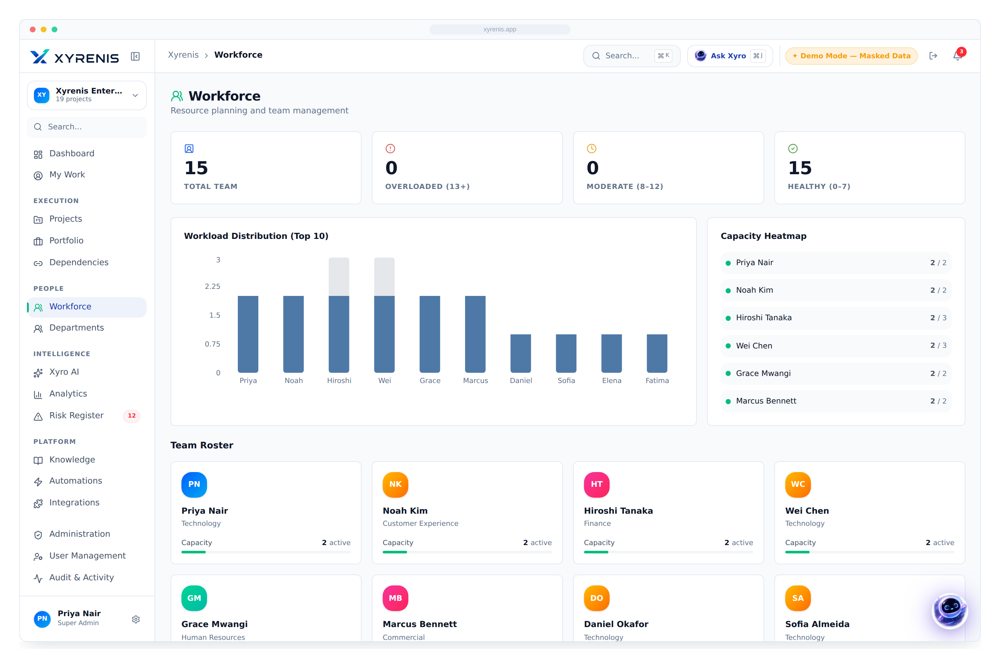 xyrenis.app
XYRENIS
Xyrenis › Workforce
Search... ⌘ K
Ask Xyro ⌘ J
✦ Demo Mode — Masked Data
3
XY
Xyrenis Enter...
19 projects
Search...
Dashboard
My Work
EXECUTION
Projects
Portfolio
Dependencies
PEOPLE
Workforce
Departments
INTELLIGENCE
Xyro AI
Analytics
Risk Register 12
PLATFORM
Knowledge
Automations
Integrations
Administration
User Management
Audit & Activity
PN
Priya Nair
Super Admin
Workforce
Resource planning and team management
15
TOTAL TEAM
0
OVERLOADED (13+)
0
MODERATE (8–12)
15
HEALTHY (0–7)
Workload Distribution (Top 10)
3
2.25
1.5
0.75
0
Priya Noah Hiroshi Wei Grace Marcus Daniel Sofia Elena Fatima
Capacity Heatmap
Priya Nair 2 / 2
Noah Kim 2 / 2
Hiroshi Tanaka 2 / 3
Wei Chen 2 / 3
Grace Mwangi 2 / 2
Marcus Bennett 2 / 2
Team Roster
PN
Priya Nair
Technology
Capacity 2 active
NK
Noah Kim
Customer Experience
Capacity 2 active
HT
Hiroshi Tanaka
Finance
Capacity 2 active
WC
Wei Chen
Technology
Capacity 2 active
GM
Grace Mwangi
Human Resources
MB
Marcus Bennett
Commercial
DO
Daniel Okafor
Technology
SA
Sofia Almeida
Technology